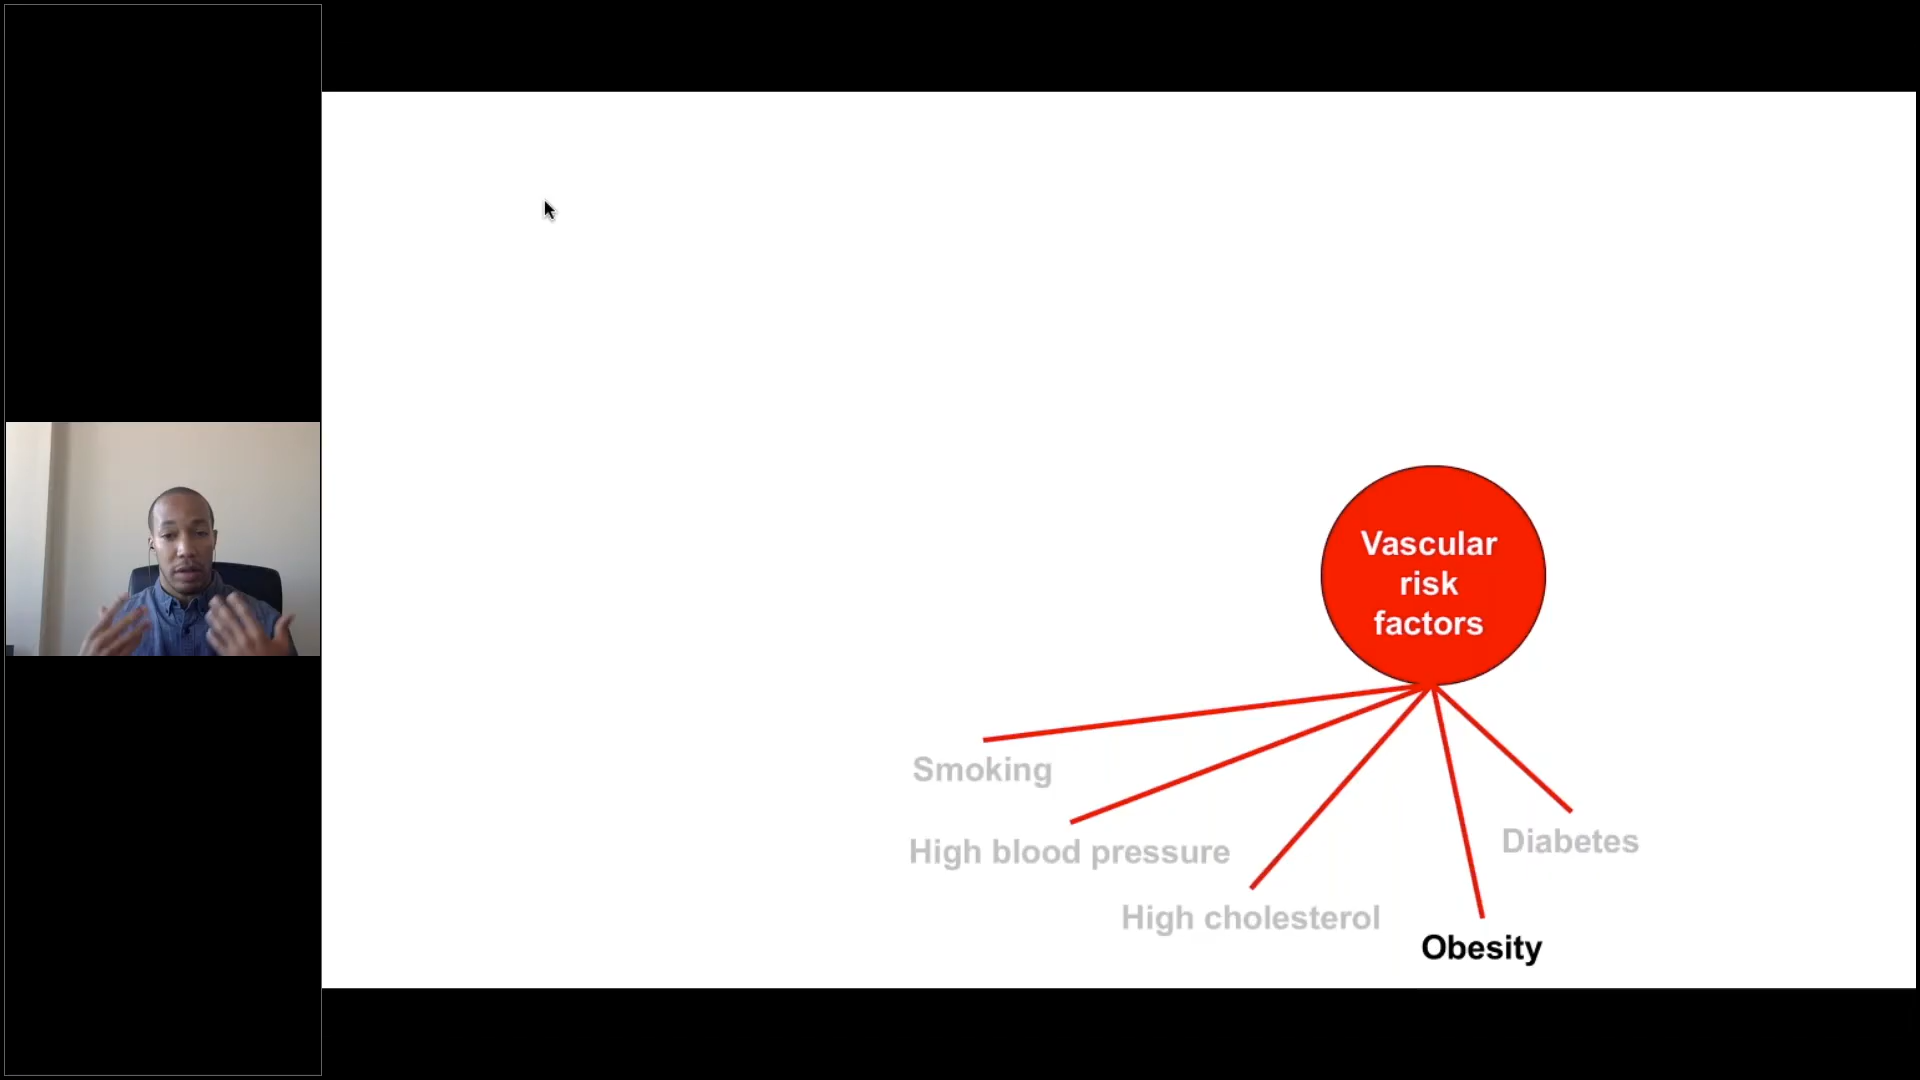 Vascular
risk
factors
Smoking
High blood pressure
High cholesterol
Obesity
Diabetes